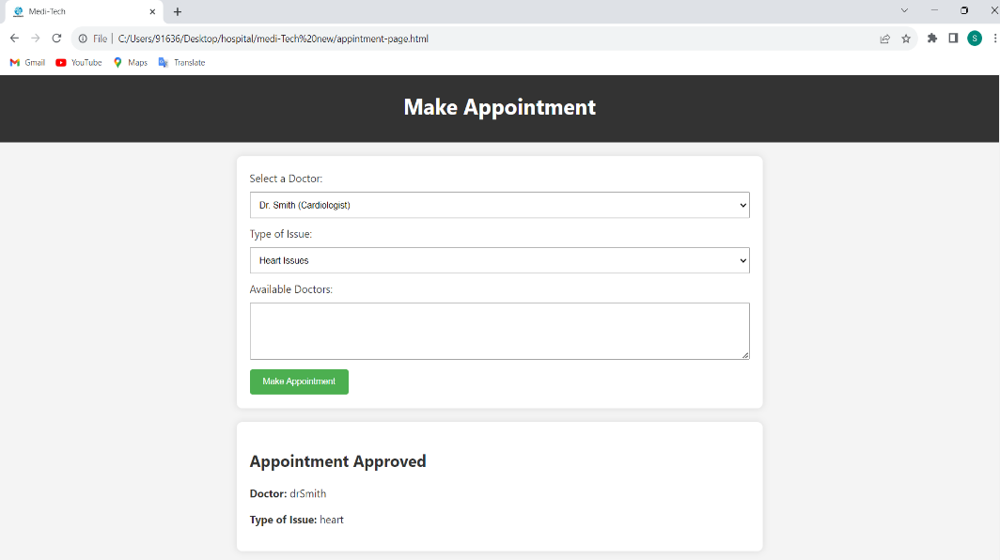 Medi-Tech
File | C:/Users/91636/Desktop/hospital/medi-Tech%20new/appintment-page.html
S
Gmail YouTube Maps Translate
Make Appointment
Select a Doctor:
Dr. Smith (Cardiologist)
Type of Issue:
Heart Issues
Available Doctors:
Make Appointment
Appointment Approved
Doctor: drSmith
Type of Issue: heart